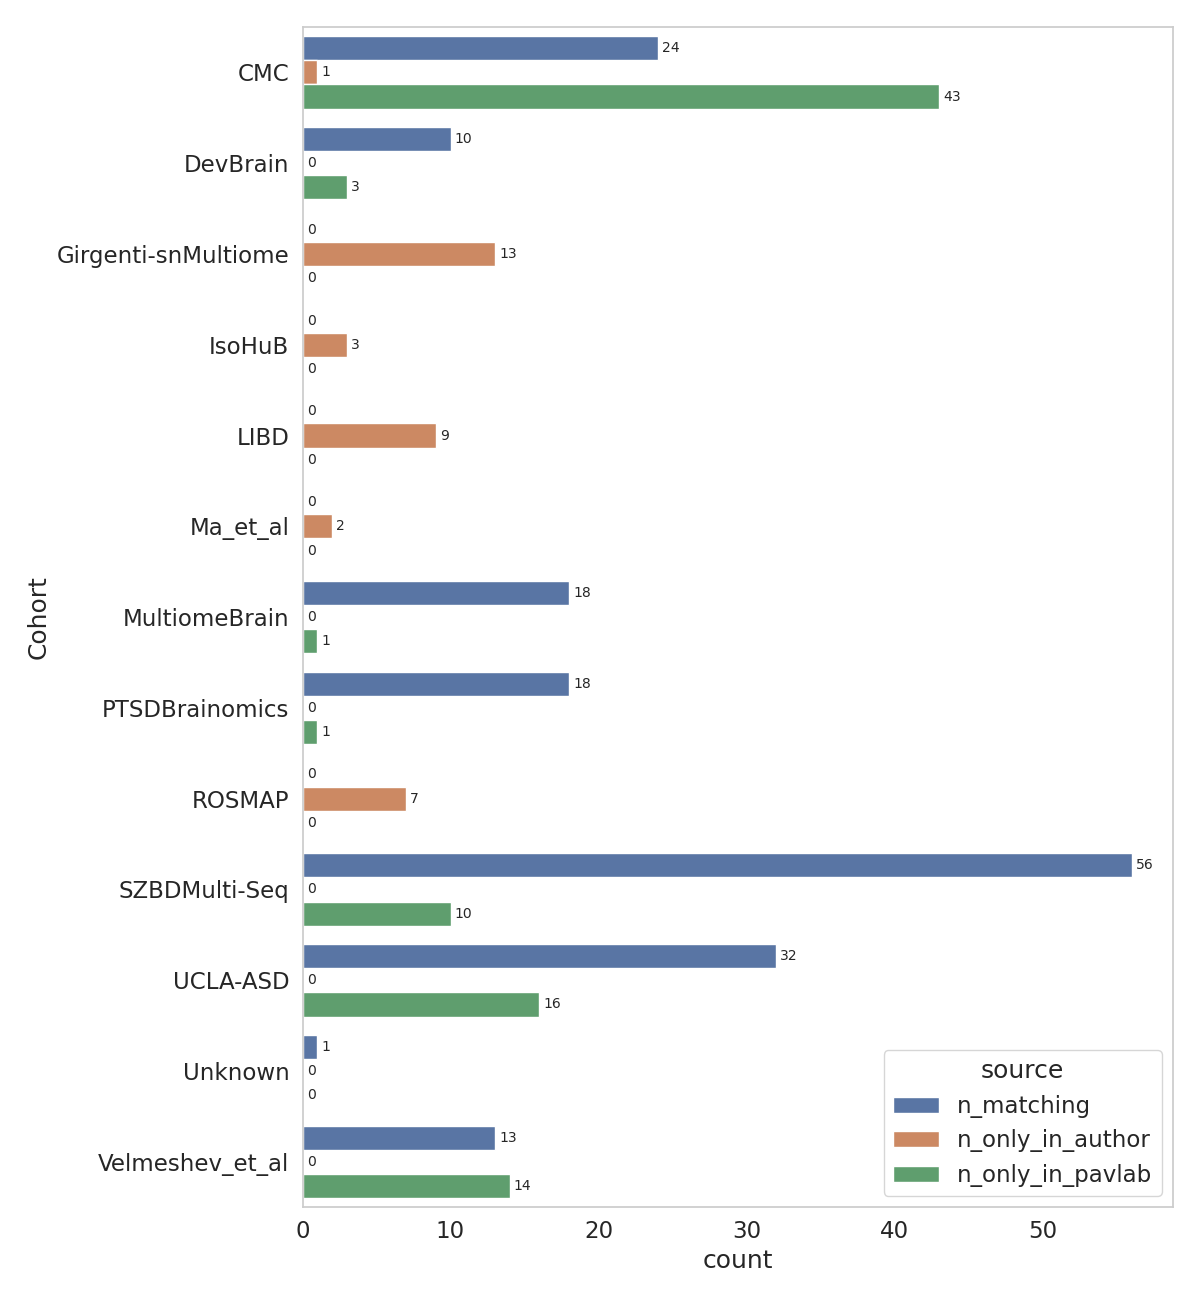 CMC
24
1
43
DevBrain
10
0
3
Girgenti-snMultiome
0
13
0
IsoHuB
0
3
0
LIBD
0
9
0
Ma_et_al
0
2
0
MultiomeBrain
18
0
1
PTSDBrainomics
18
0
1
ROSMAP
0
7
0
SZBDMulti-Seq
56
0
10
UCLA-ASD
32
0
16
Unknown
1
0
0
Velmeshev_et_al
13
0
14
Cohort
0 10 20 30 40 50
count
source
n_matching
n_only_in_author
n_only_in_pavlab